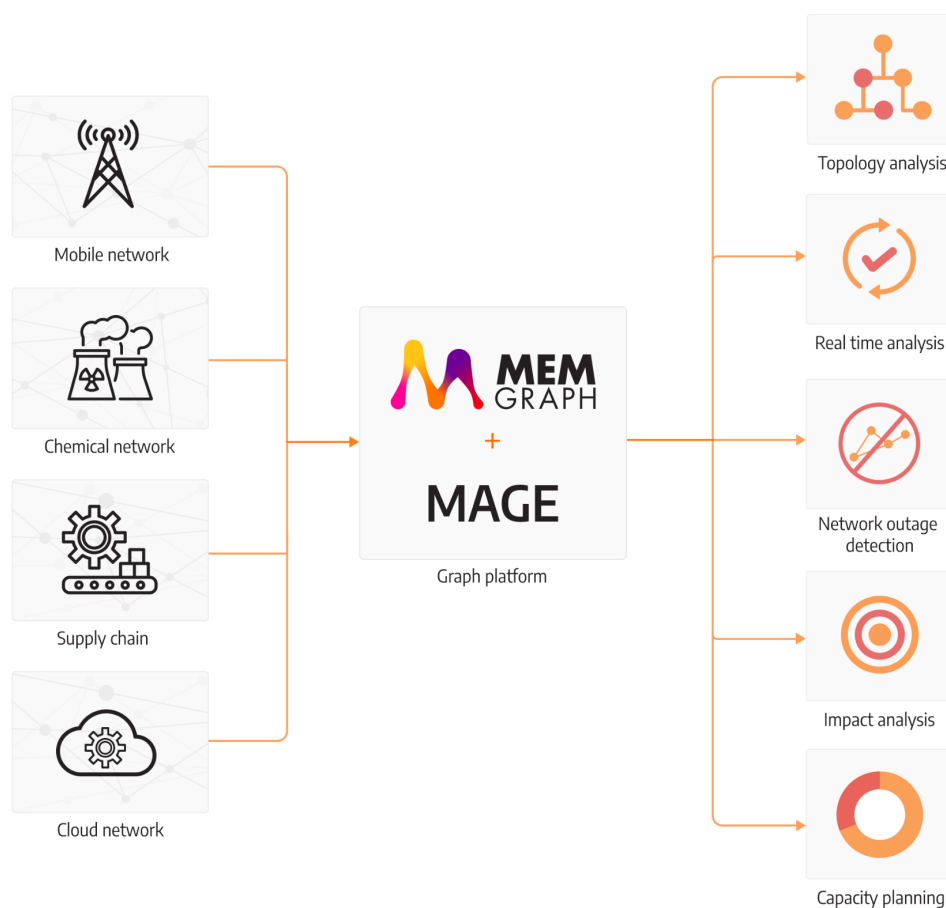 Mobile network
Chemical network
Supply chain
Cloud network
MEM
GRAPH
+
MAGE
Graph platform
Topology analysis
Real time analysis
Network outage
detection
Impact analysis
Capacity planning